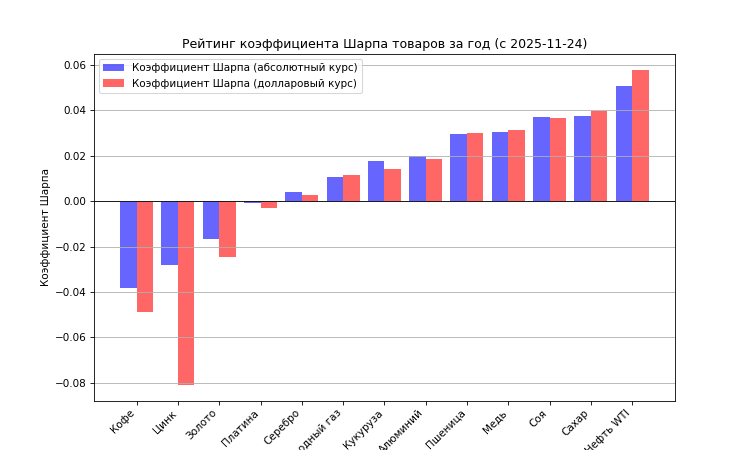 Рейтинг коэффициента Шарпа товаров за год (с 2025-11-24)
Коэффициент Шарпа (абсолютный курс)
Коэффициент Шарпа (долларовый курс)
Коэффициент Шарпа
0.06
0.04
0.02
0.00
−0.02
−0.04
−0.06
−0.08
Кофе
Цинк
Золото
Платина
Серебро
одный газ
Кукуруза
Алюминий
Пшеница
Медь
Соя
Сахар
Нефть WTI